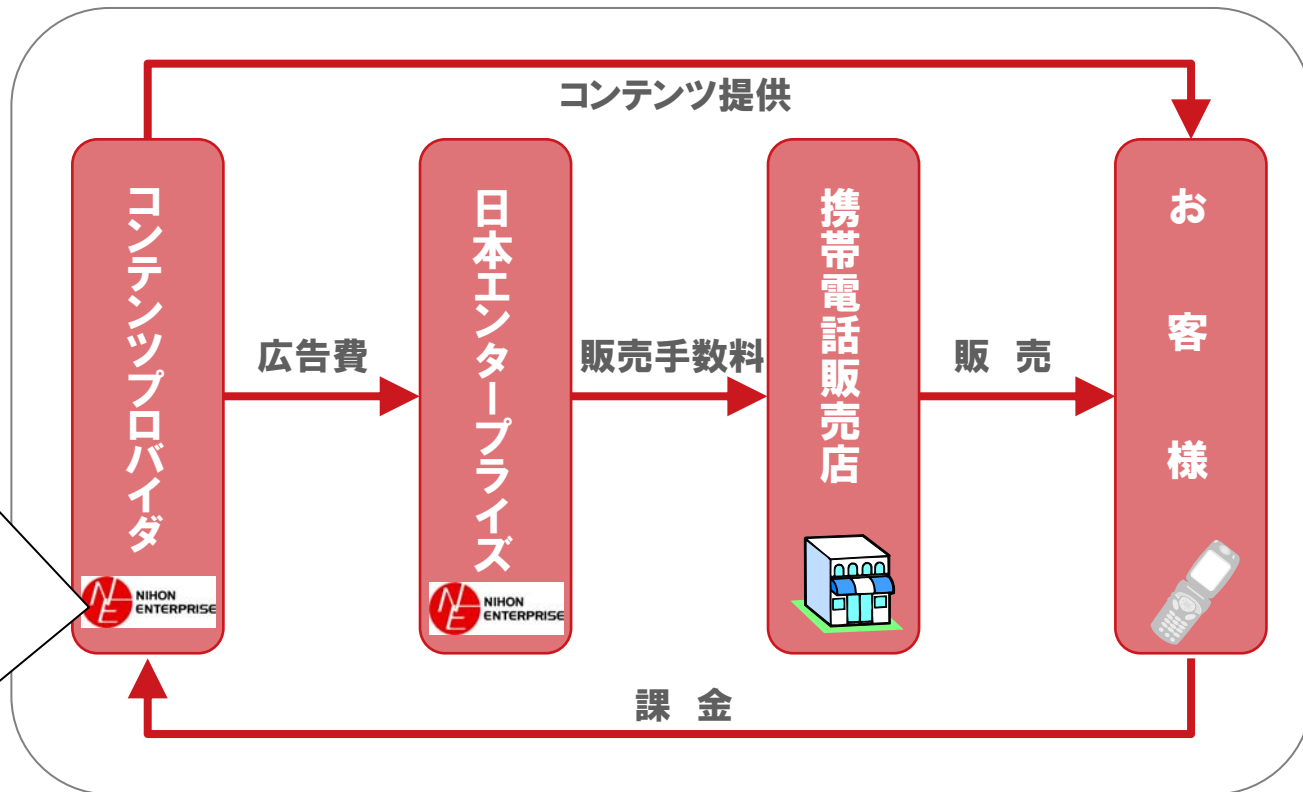 コンテンツ提供
コンテンツプロバイダ
NIHON
ENTERPRISE
広告費
日本エンタープライズ
NIHON
ENTERPRISE
販売手数料
携帯電話販売店
販 売
お客様
課 金